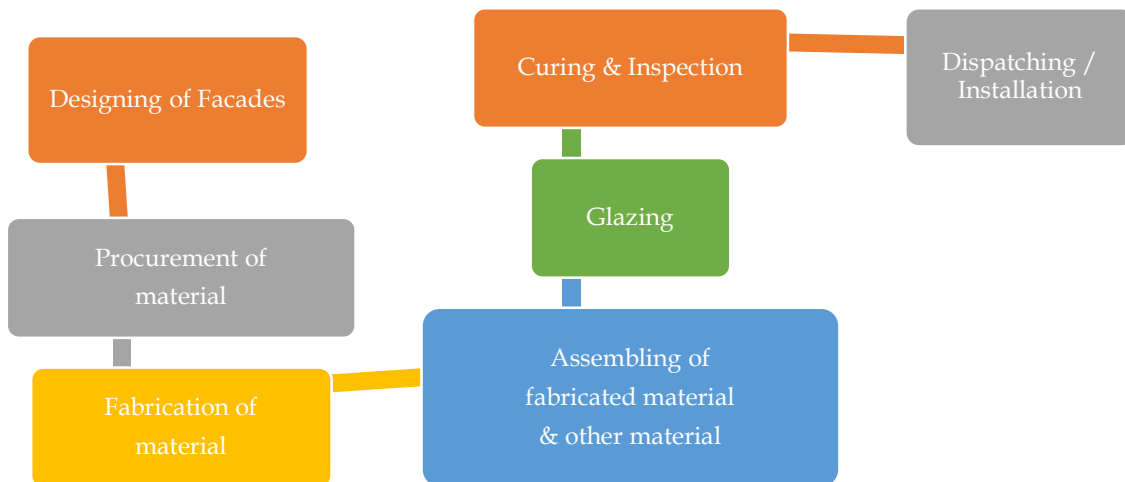 Designing of Facades
Procurement of
material
Fabrication of
material
Assembling of
fabricated material
& other material
Glazing
Curing & Inspection
Dispatching /
Installation